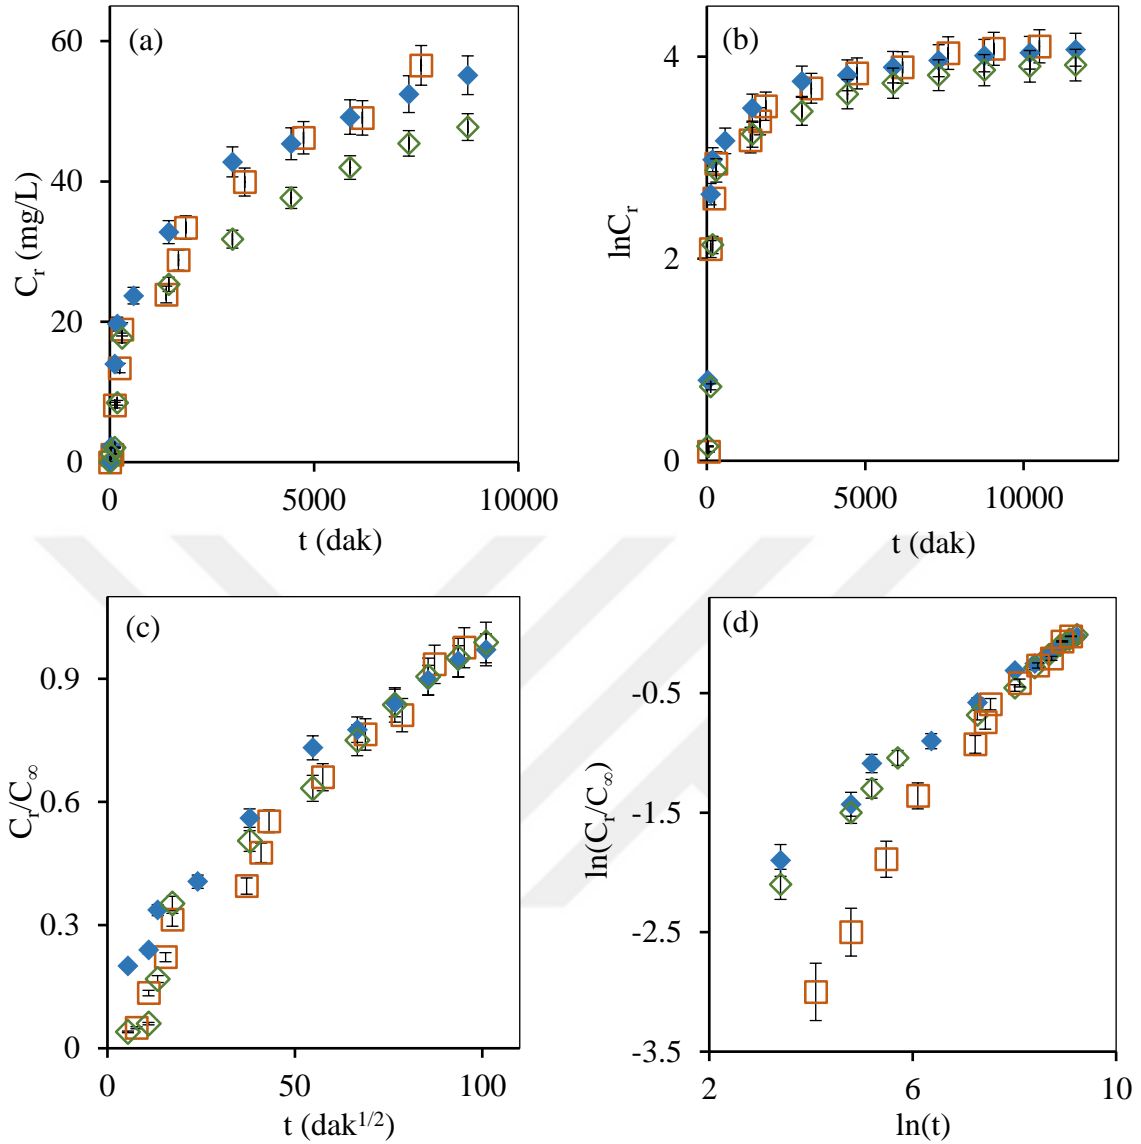 (a)
60
40
20
0
C_r (mg/L)
0 5000 10000
t (dak)
(b)
4
2
0
lnC_r
0 5000 10000
t (dak)
(c)
0.9
0.6
0.3
0
C_r/C_∞
0 50 100
t (dak^1/2)
(d)
-0.5
-1.5
-2.5
-3.5
ln(C_r/C_∞)
2 6 10
ln(t)